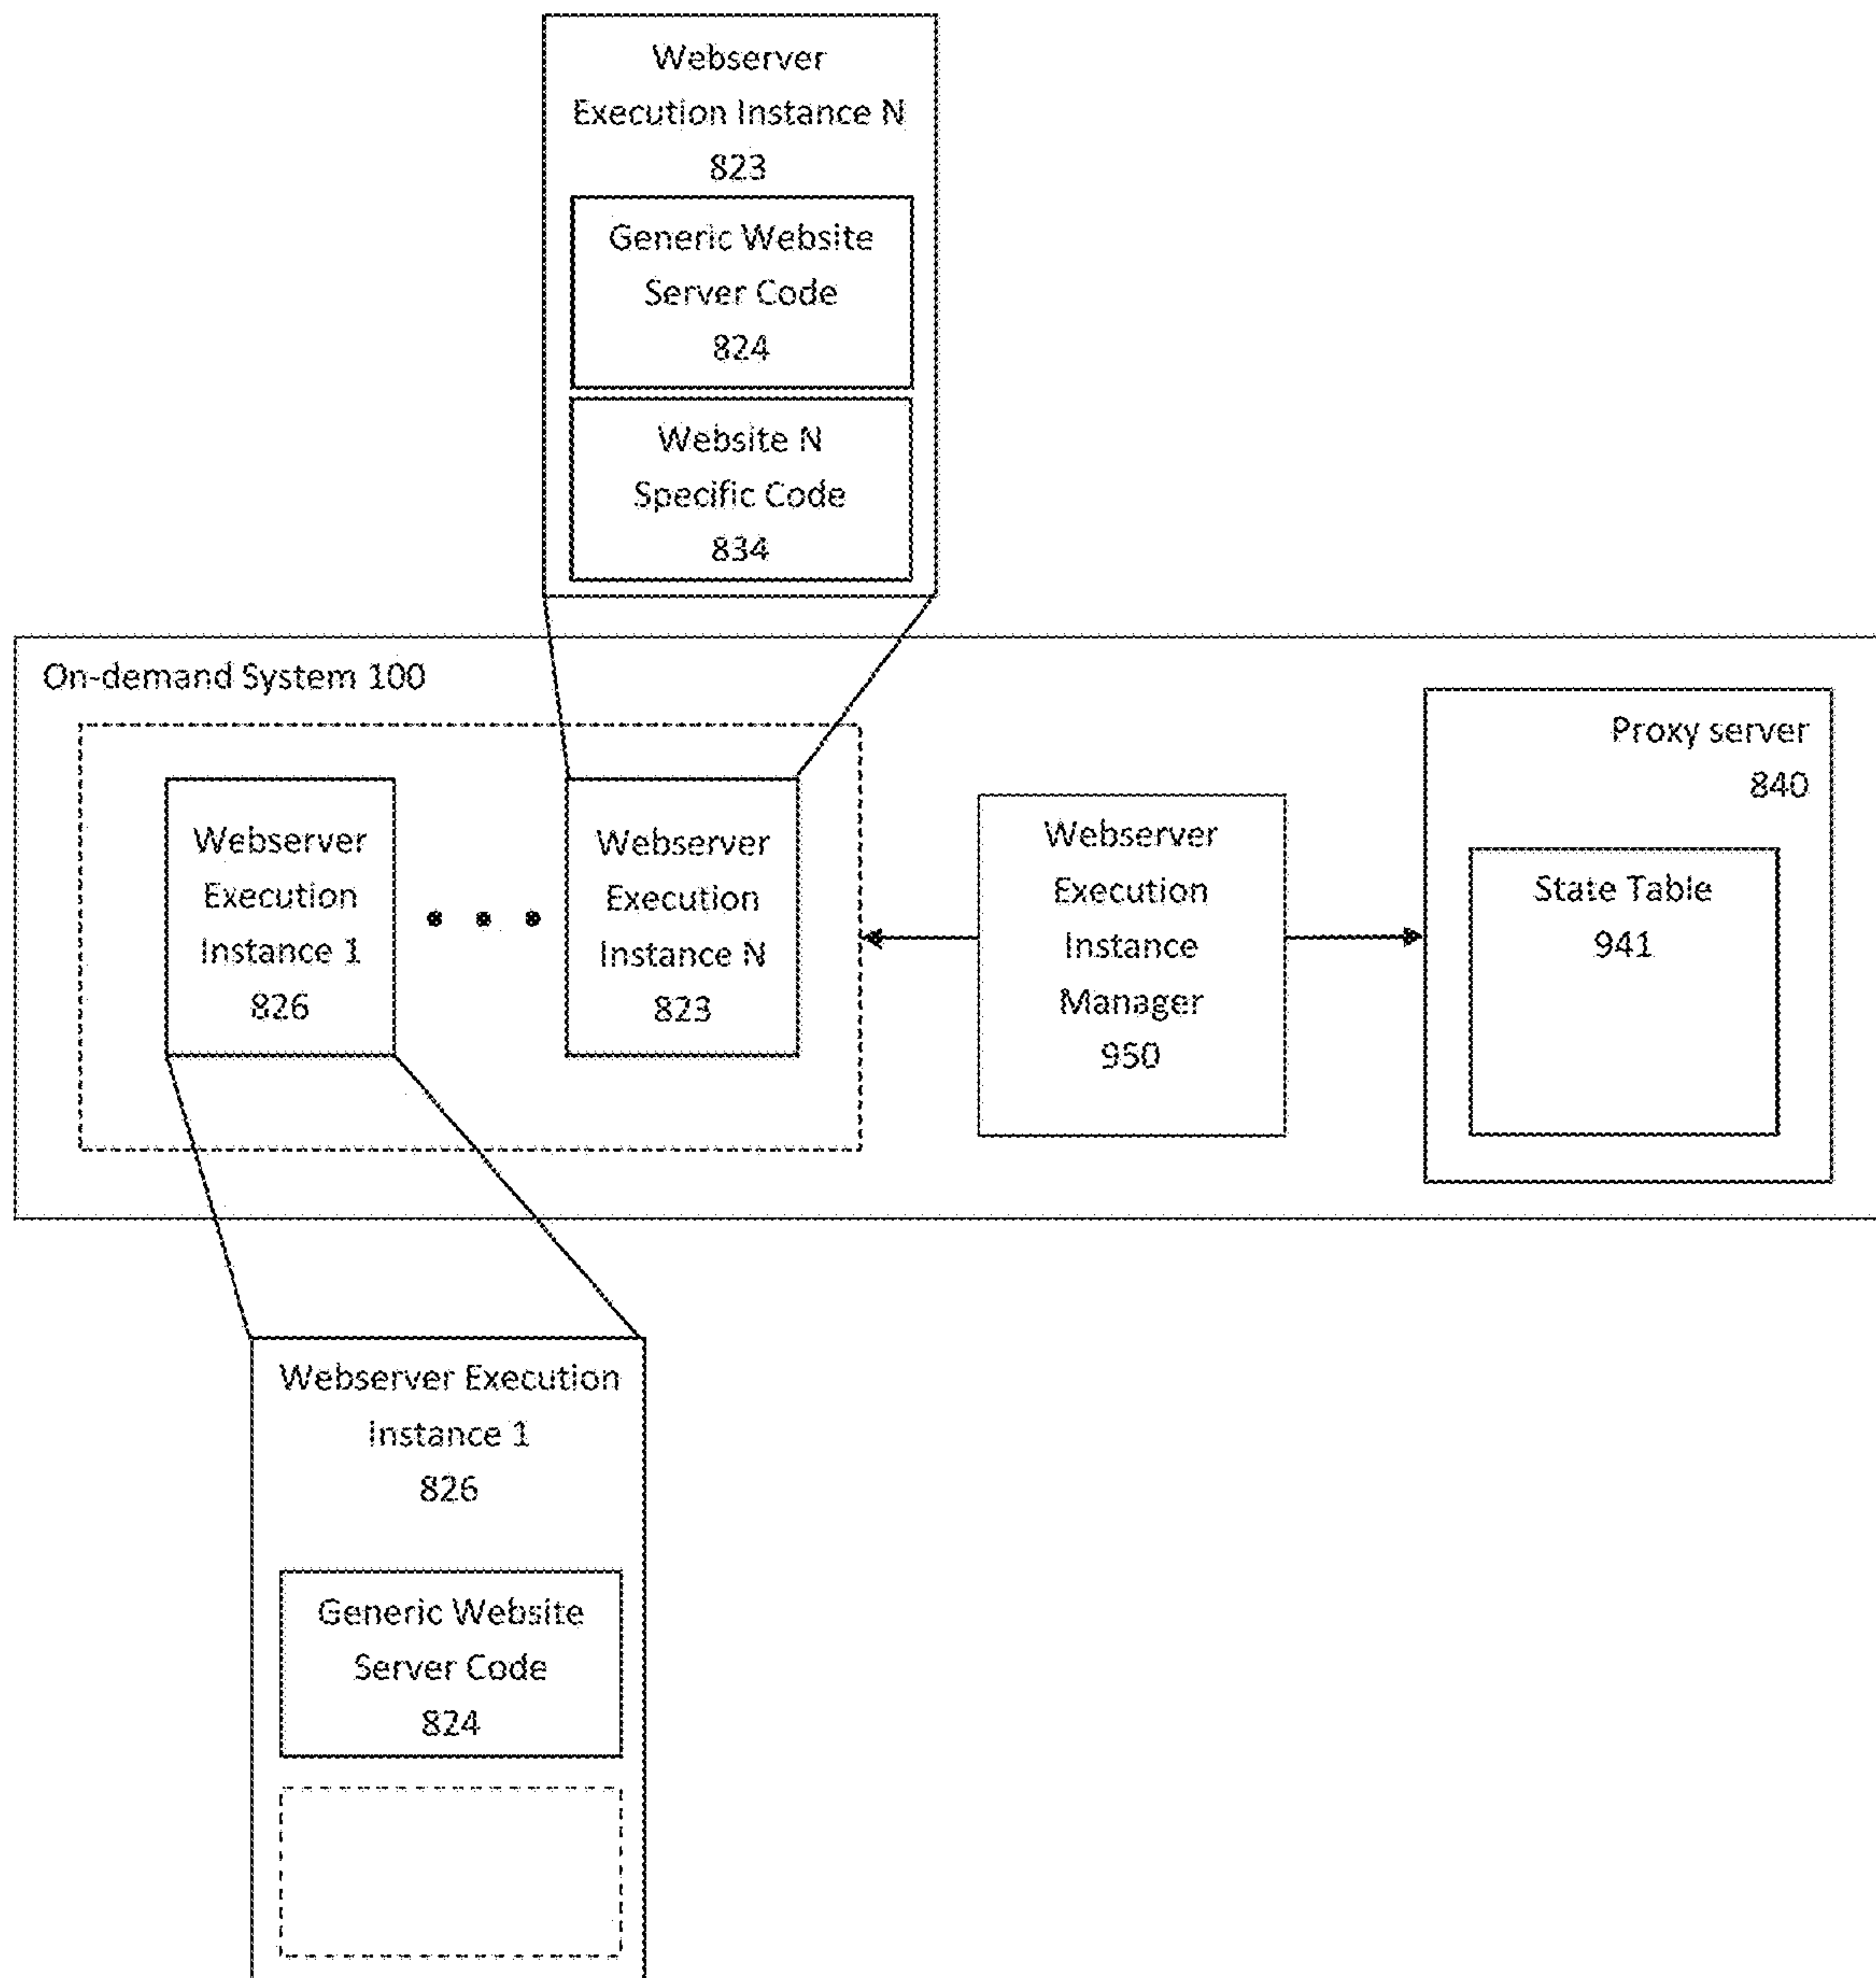 Webserver
Execution Instance N
823
Generic Website
Server Code
824
Website N
Specific Code
834
On-demand System 100
Webserver
Execution
Instance 1
826
Webserver
Execution
Instance N
823
Webserver
Execution
Instance
Manager
950
Proxy server
840
State Table
941
Webserver Execution
Instance 1
826
Generic Website
Server Code
824